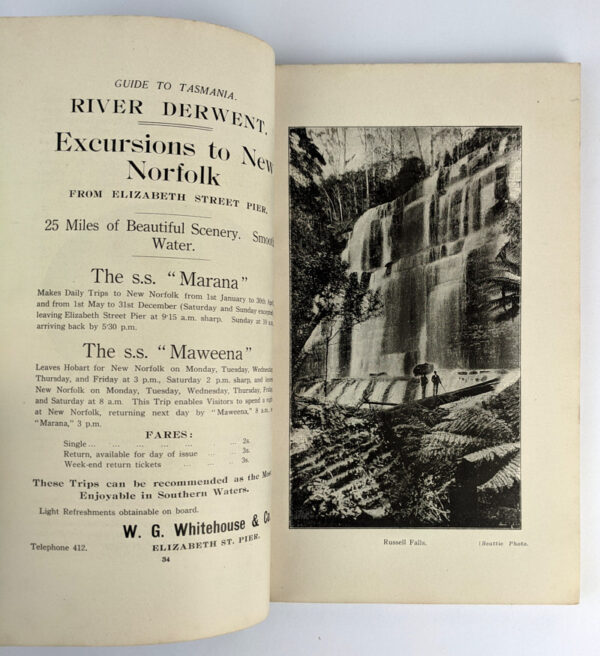 GUIDE TO TASMANIA.
RIVER DERWENT.
Excursions to New
Norfolk
FROM ELIZABETH STREET PIER.
25 Miles of Beautiful Scenery. Smooth
Water.
The s.s. "Marana"
Makes Daily Trips to New Norfolk from 1st January to 30th April
and from 1st May to 31st December (Saturday and Sunday excepted
leaving Elizabeth Street Pier at 9·15 a.m. sharp. Sunday at 10 a.m.
arriving back by 5·30 p.m.
The s.s. "Maweena"
Leaves Hobart for New Norfolk on Monday, Tuesday, Wednesday,
Thursday, and Friday at 3 p.m., Saturday 2 p.m. sharp, and leaves
New Norfolk on Monday, Tuesday, Wednesday, Thursday, Friday
and Saturday at 8 a.m. This Trip enables Visitors to spend a night
at New Norfolk, returning next day by "Maweena," 8 a.m.
"Marana," 3 p.m.
FARES:
Single ... 2s.
Return, available for day of issue ... 3s.
Week-end return tickets ... 3s.
These Trips can be recommended as the Most
Enjoyable in Southern Waters.
Light Refreshments obtainable on board.
W. G. Whitehouse & Co
Telephone 412. ELIZABETH ST. PIER.
34
Russell Falls. (Beattie Photo.